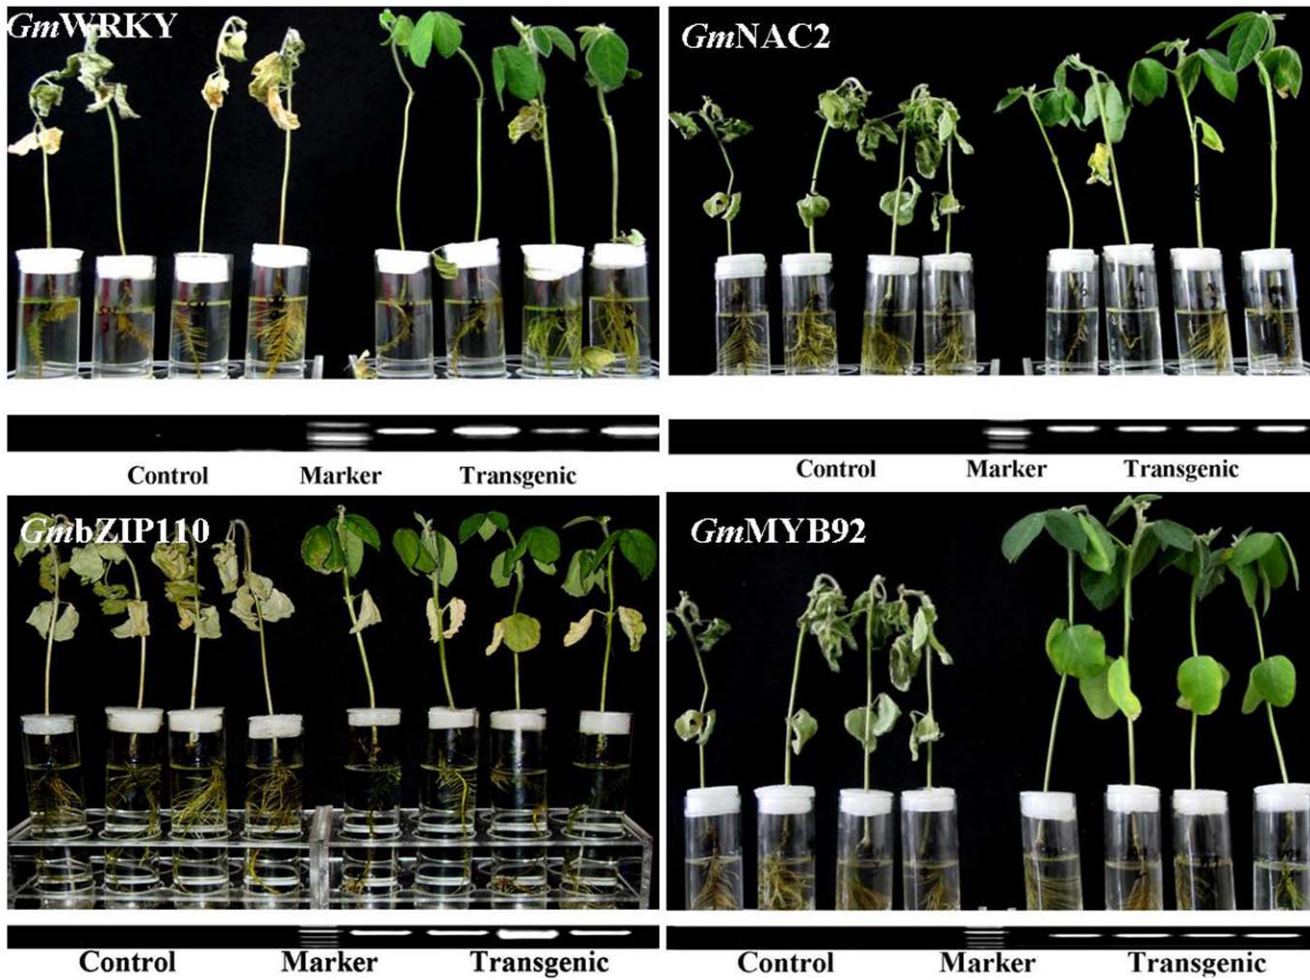 GmWRKY
GmNAC2
Control Marker Transgenic
Control Marker Transgenic
GmbZIP110
GmMYB92
Control Marker Transgenic
Control Marker Transgenic